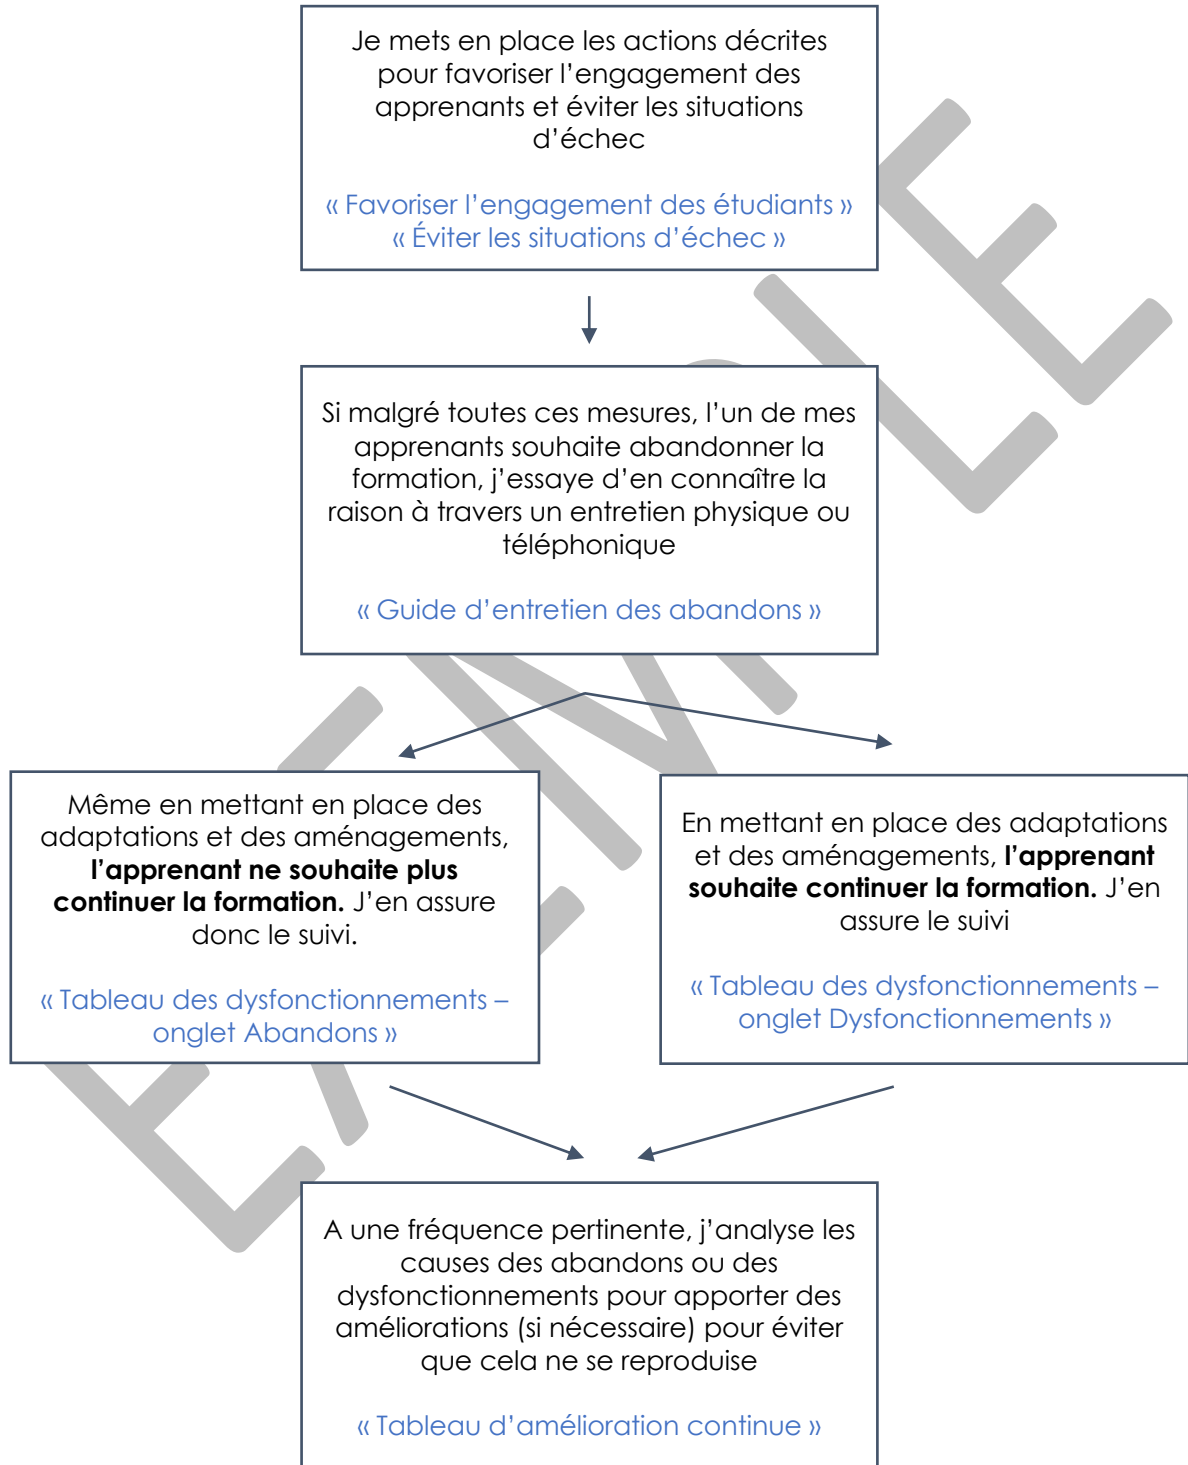 Je mets en place les actions décrites
pour favoriser l’engagement des
apprenants et éviter les situations
d’échec
« Favoriser l’engagement des étudiants »
« Éviter les situations d’échec »
Si malgré toutes ces mesures, l’un de mes
apprenants souhaite abandonner la
formation, j’essaye d’en connaître la
raison à travers un entretien physique ou
téléphonique
« Guide d’entretien des abandons »
Même en mettant en place des
adaptations et des aménagements,
l’apprenant ne souhaite plus
continuer la formation. J’en assure
donc le suivi.
« Tableau des dysfonctionnements –
onglet Abandons »
En mettant en place des adaptations
et des aménagements, l’apprenant
souhaite continuer la formation. J’en
assure le suivi
« Tableau des dysfonctionnements –
onglet Dysfonctionnements »
A une fréquence pertinente, j’analyse les
causes des abandons ou des
dysfonctionnements pour apporter des
améliorations (si nécessaire) pour éviter
que cela ne se reproduise
« Tableau d’amélioration continue »
EXEMPLE